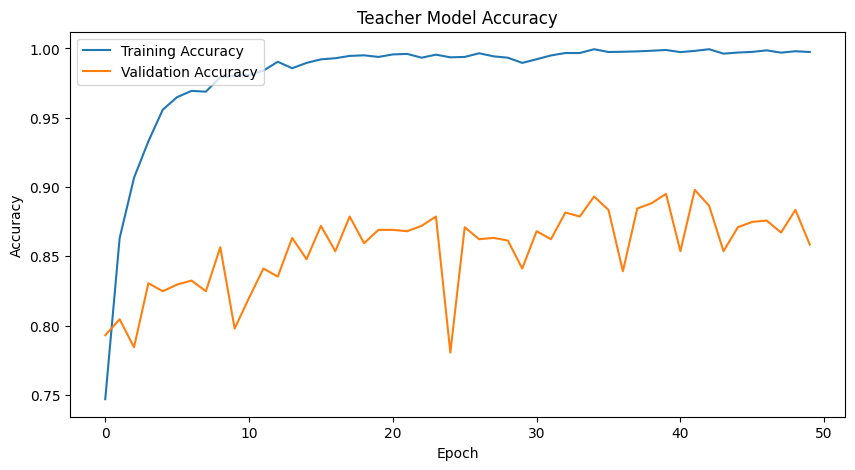 Teacher Model Accuracy
Training Accuracy
Validation Accuracy
1.00
0.95
0.90
0.85
0.80
0.75
Accuracy
0
10
20
30
40
50
Epoch